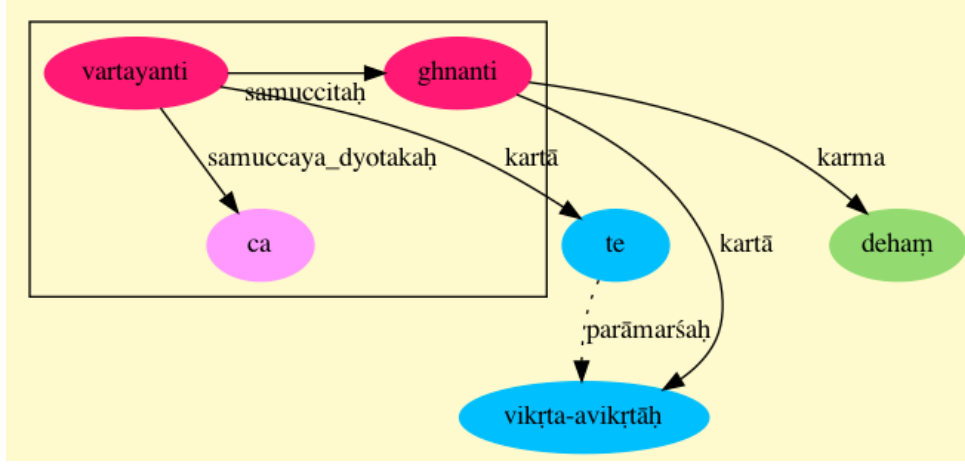 vartayanti
ghnanti
samuccitaḥ
samuccaya_dyotakaḥ
kartā
karma
ca
te
kartā
dehaṃ
parāmarśaḥ
vikṛta-avikṛtāḥ